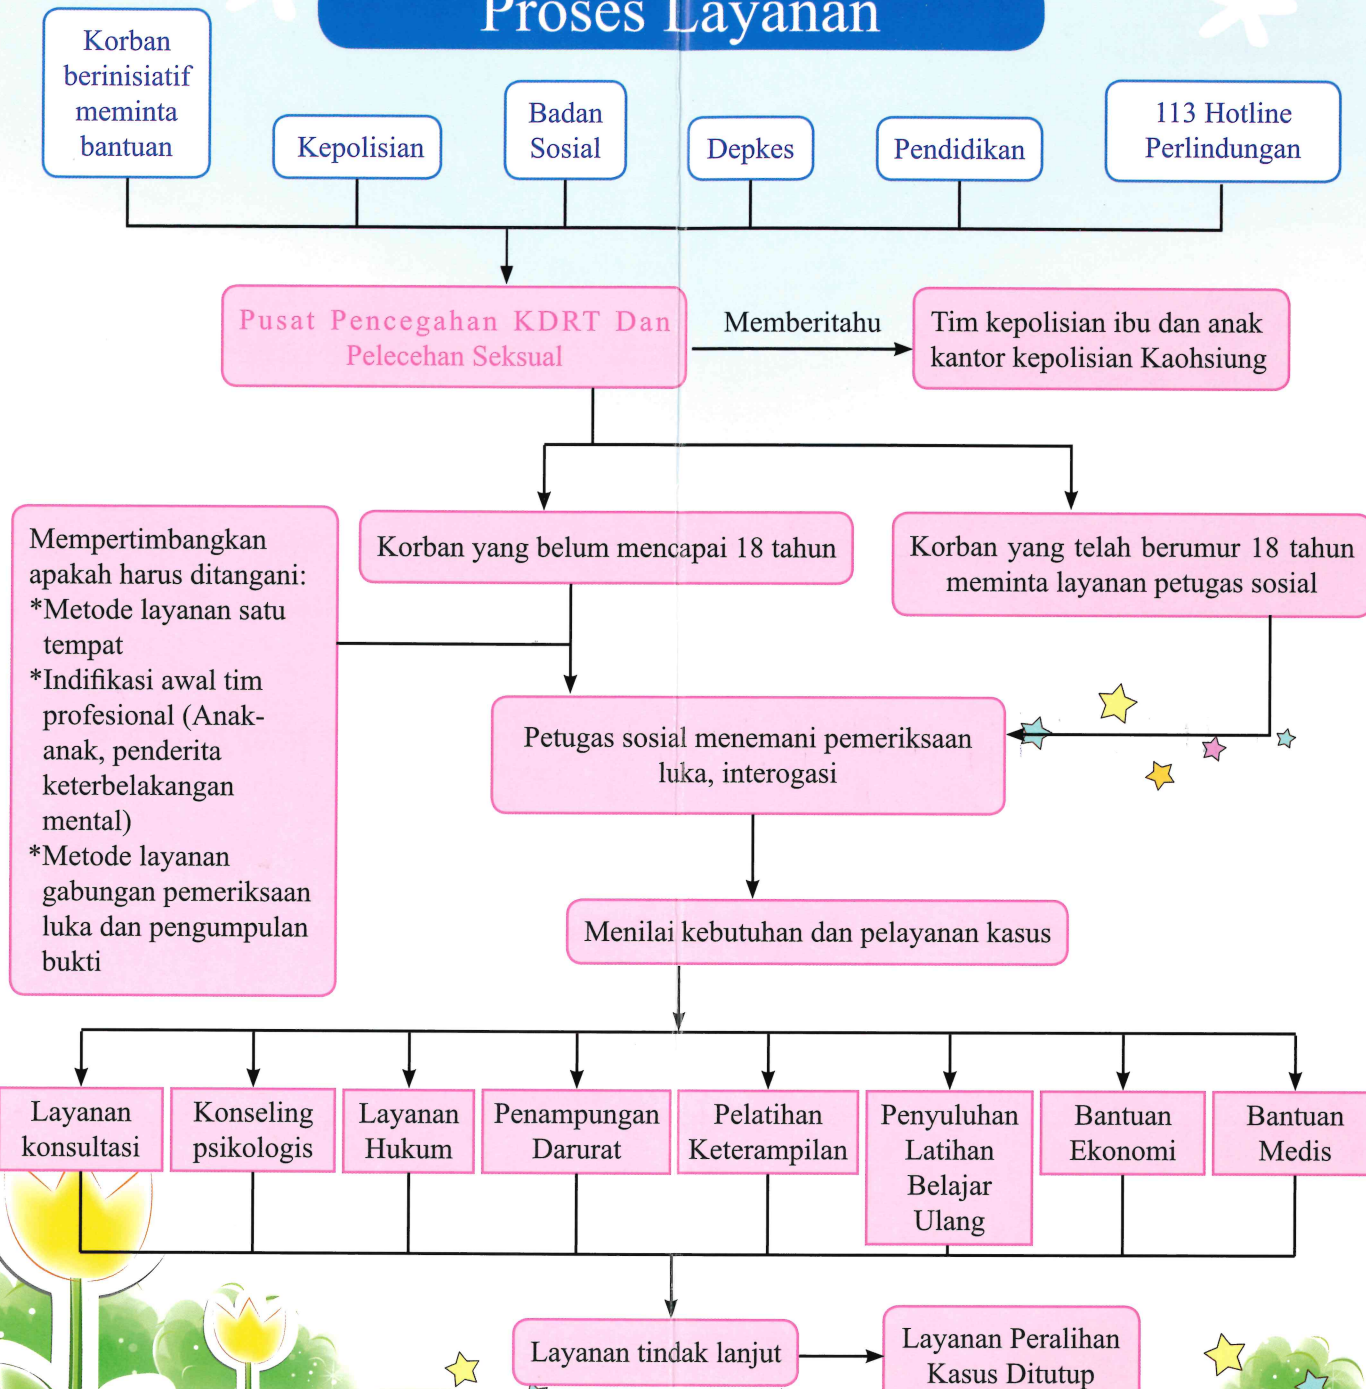 Proses Layanan
Korban
berinisiatif
meminta
bantuan
Kepolisian
Badan
Sosial
Depkes
Pendidikan
113 Hotline
Perlindungan
Pusat Pencegahan KDRT Dan
Pelecehan Seksual
Memberitahu
Tim kepolisian ibu dan anak
kantor kepolisian Kaohsiung
Mempertimbangkan
apakah harus ditangani:
*Metode layanan satu
tempat
*Indifikasi awal tim
profesional (Anak-
anak, penderita
keterbelakangan
mental)
*Metode layanan
gabungan pemeriksaan
luka dan pengumpulan
bukti
Korban yang belum mencapai 18 tahun
Korban yang telah berumur 18 tahun
meminta layanan petugas sosial
Petugas sosial menemani pemeriksaan
luka, interogasi
Menilai kebutuhan dan pelayanan kasus
Layanan
konsultasi
Konseling
psikologis
Layanan
Hukum
Penampungan
Darurat
Pelatihan
Keterampilan
Penyuluhan
Latihan
Belajar
Ulang
Bantuan
Ekonomi
Bantuan
Medis
Layanan tindak lanjut
Layanan Peralihan
Kasus Ditutup